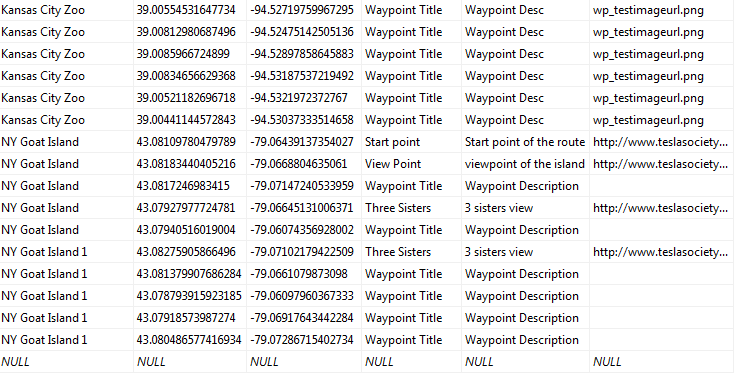 Kansas City Zoo 39.00554531647734 -94.52719759967295 Waypoint Title Waypoint Desc wp_testimageurl.png
Kansas City Zoo 39.00812980687496 -94.52475142505136 Waypoint Title Waypoint Desc wp_testimageurl.png
Kansas City Zoo 39.0085966724899 -94.52897858645883 Waypoint Title Waypoint Desc wp_testimageurl.png
Kansas City Zoo 39.00834656629368 -94.53187537219492 Waypoint Title Waypoint Desc wp_testimageurl.png
Kansas City Zoo 39.00521182696718 -94.5321972372767 Waypoint Title Waypoint Desc wp_testimageurl.png
Kansas City Zoo 39.00441144572843 -94.53037333514658 Waypoint Title Waypoint Desc wp_testimageurl.png
NY Goat Island 43.08109780479789 -79.06439137354027 Start point Start point of the route http://www.teslasociety...
NY Goat Island 43.08183440405216 -79.0668804635061 View Point viewpoint of the island http://www.teslasociety...
NY Goat Island 43.0817246983415 -79.07147240533959 Waypoint Title Waypoint Description
NY Goat Island 43.07927977724781 -79.06645131006371 Three Sisters 3 sisters view http://www.teslasociety...
NY Goat Island 43.07940516019004 -79.06074356928002 Waypoint Title Waypoint Description
NY Goat Island 1 43.08275905866496 -79.07102179422509 Three Sisters 3 sisters view http://www.teslasociety...
NY Goat Island 1 43.081379907686284 -79.0661079873098 Waypoint Title Waypoint Description
NY Goat Island 1 43.078793915923185 -79.06097960367333 Waypoint Title Waypoint Description
NY Goat Island 1 43.07918573987274 -79.06917643442284 Waypoint Title Waypoint Description
NY Goat Island 1 43.080486577416934 -79.07286715402734 Waypoint Title Waypoint Description
NULL NULL NULL NULL NULL NULL